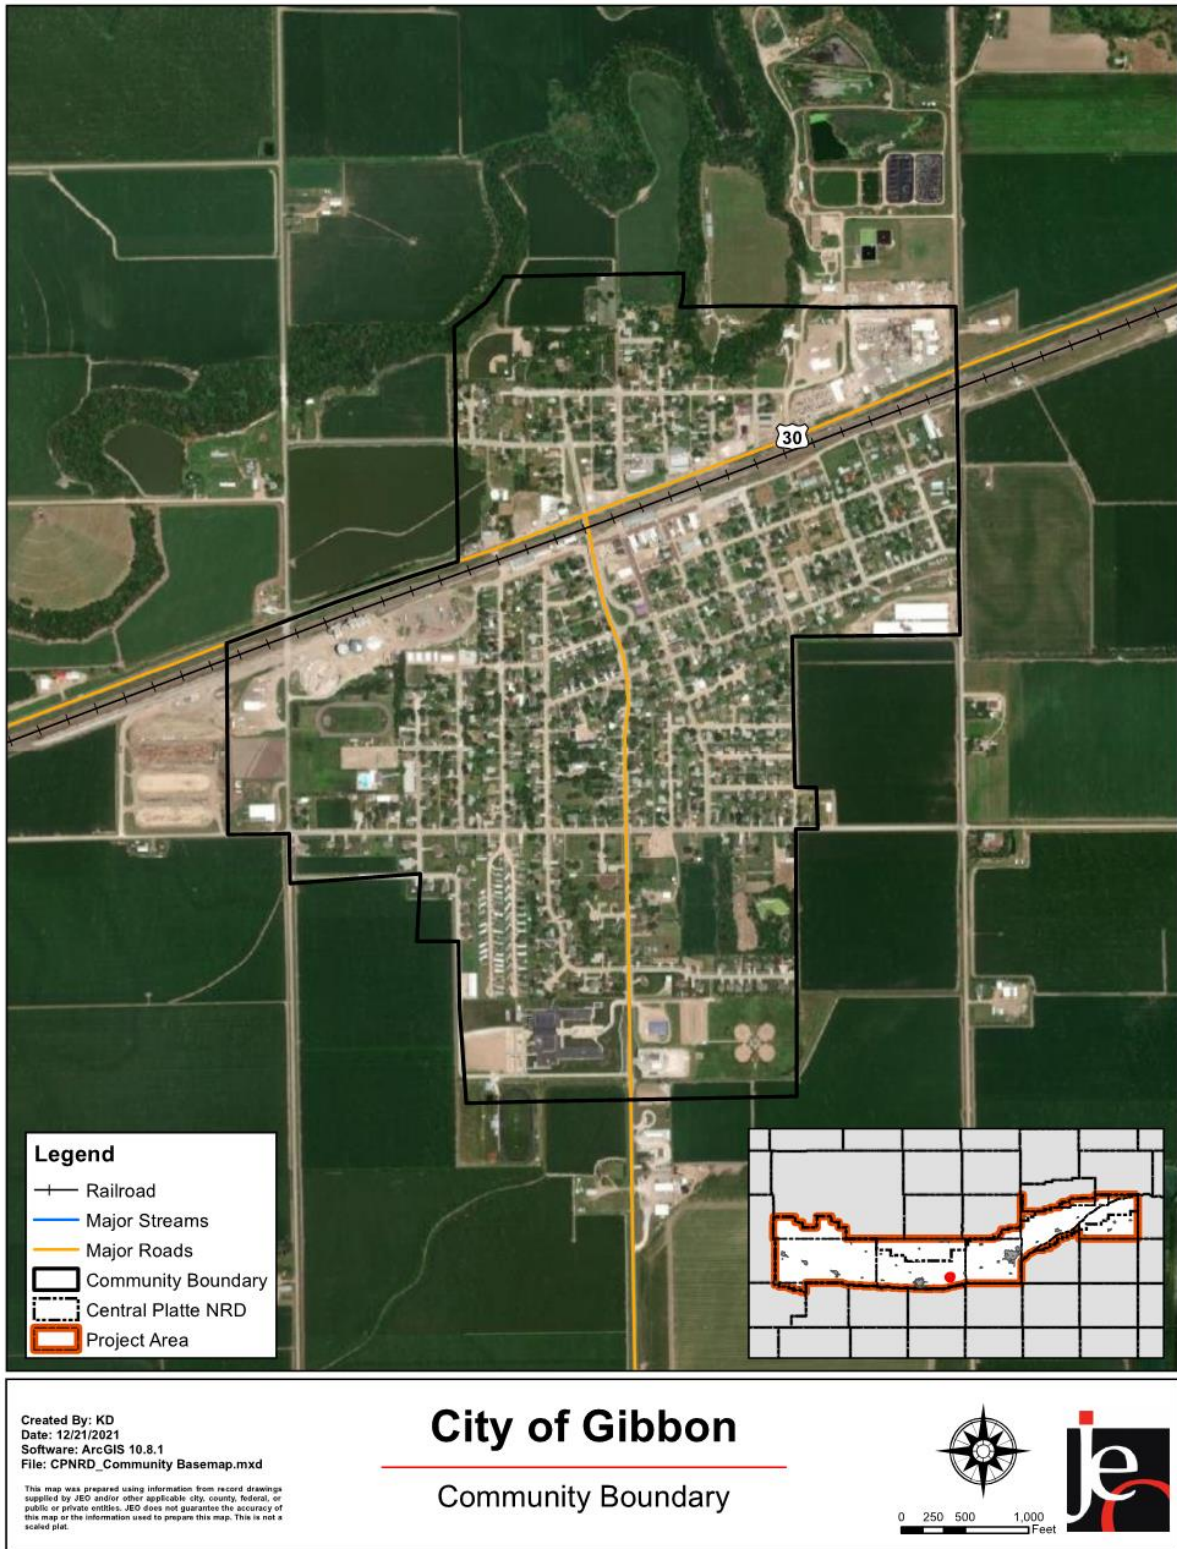 30
Legend
Railroad
Major Streams
Major Roads
Community Boundary
Central Platte NRD
Project Area
Created By: KD
Date: 12/21/2021
Software: ArcGIS 10.8.1
File: CPNRD_Community Basemap.mxd
This map was prepared using information from record drawings
supplied by JEO and/or other applicable city, county, federal, or
public or private entities. JEO does not guarantee the accuracy of
this map or the information used to prepare this map. This is not a
scaled plat.
City of Gibbon
Community Boundary
0 250 500 1,000
Feet
jeo